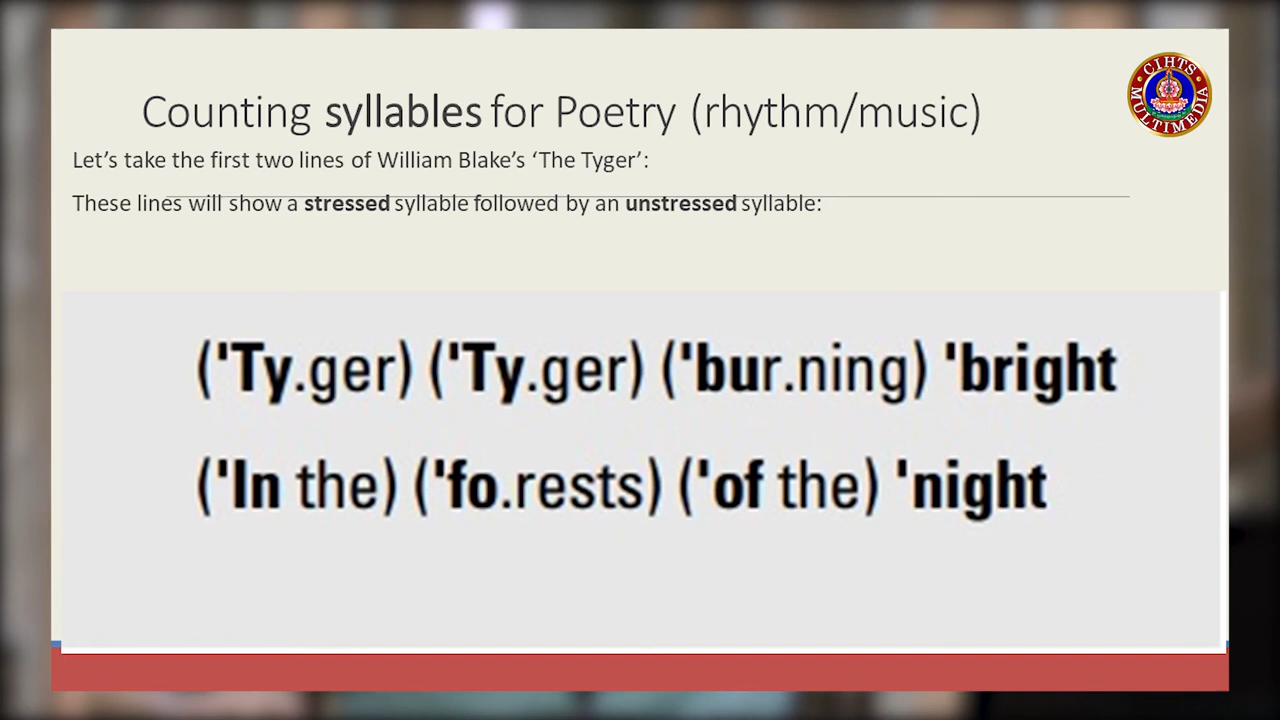 Counting syllables for Poetry (rhythm/music)
CIHTS
MULTIMEDIA
Let’s take the first two lines of William Blake’s ‘The Tyger’:
These lines will show a stressed syllable followed by an unstressed syllable:
('Ty.ger) ('Ty.ger) ('bur.ning) 'bright
('In the) ('fo.rests) ('of the) 'night